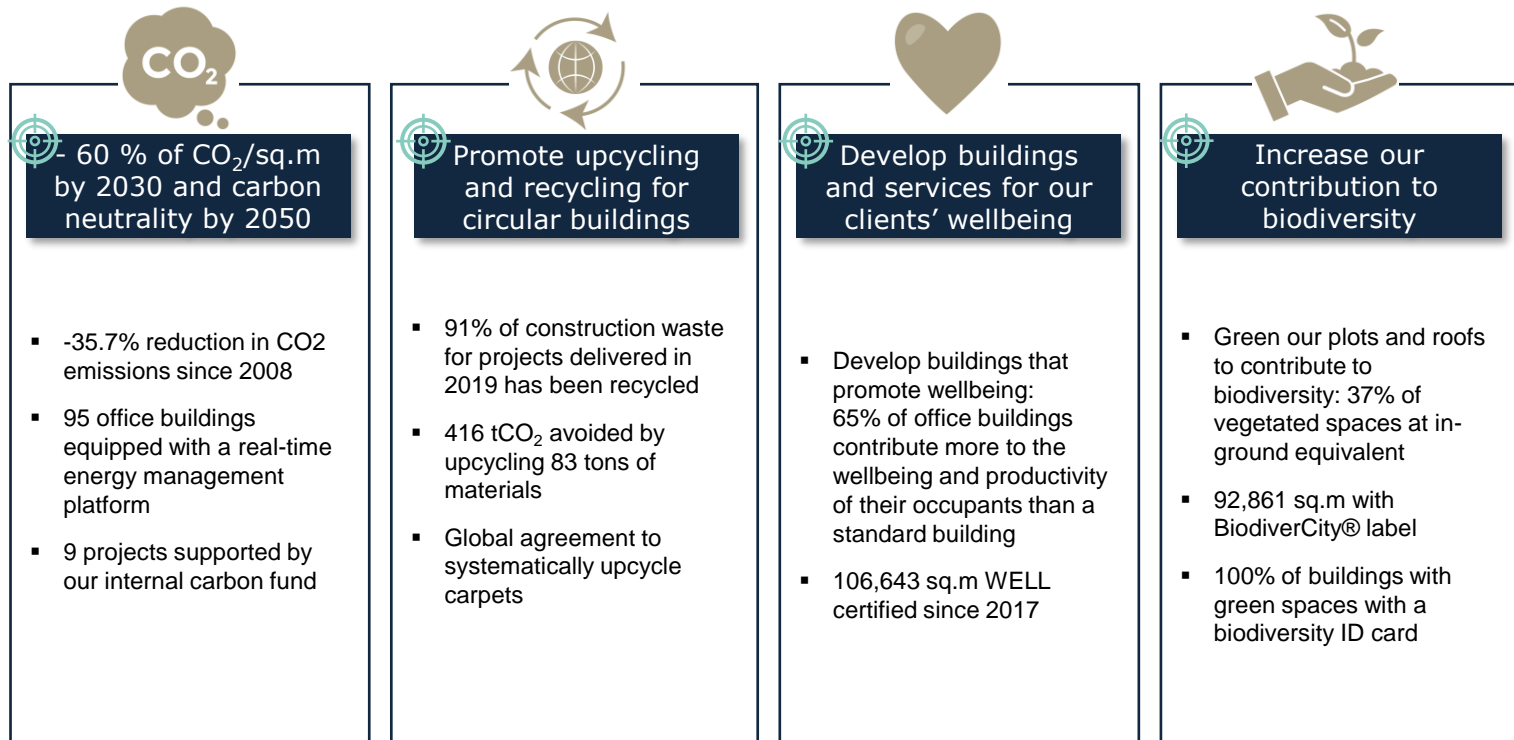 CO₂
- 60 % of CO₂/sq.m
by 2030 and carbon
neutrality by 2050
▪ -35.7% reduction in CO2
emissions since 2008
▪ 95 office buildings
equipped with a real-time
energy management
platform
▪ 9 projects supported by
our internal carbon fund
Promote upcycling
and recycling for
circular buildings
▪ 91% of construction waste
for projects delivered in
2019 has been recycled
▪ 416 tCO₂ avoided by
upcycling 83 tons of
materials
▪ Global agreement to
systematically upcycle
carpets
Develop buildings
and services for our
clients’ wellbeing
▪ Develop buildings that
promote wellbeing:
65% of office buildings
contribute more to the
wellbeing and productivity
of their occupants than a
standard building
▪ 106,643 sq.m WELL
certified since 2017
Increase our
contribution to
biodiversity
▪ Green our plots and roofs
to contribute to
biodiversity: 37% of
vegetated spaces at in-
ground equivalent
▪ 92,861 sq.m with
BiodiverCity® label
▪ 100% of buildings with
green spaces with a
biodiversity ID card